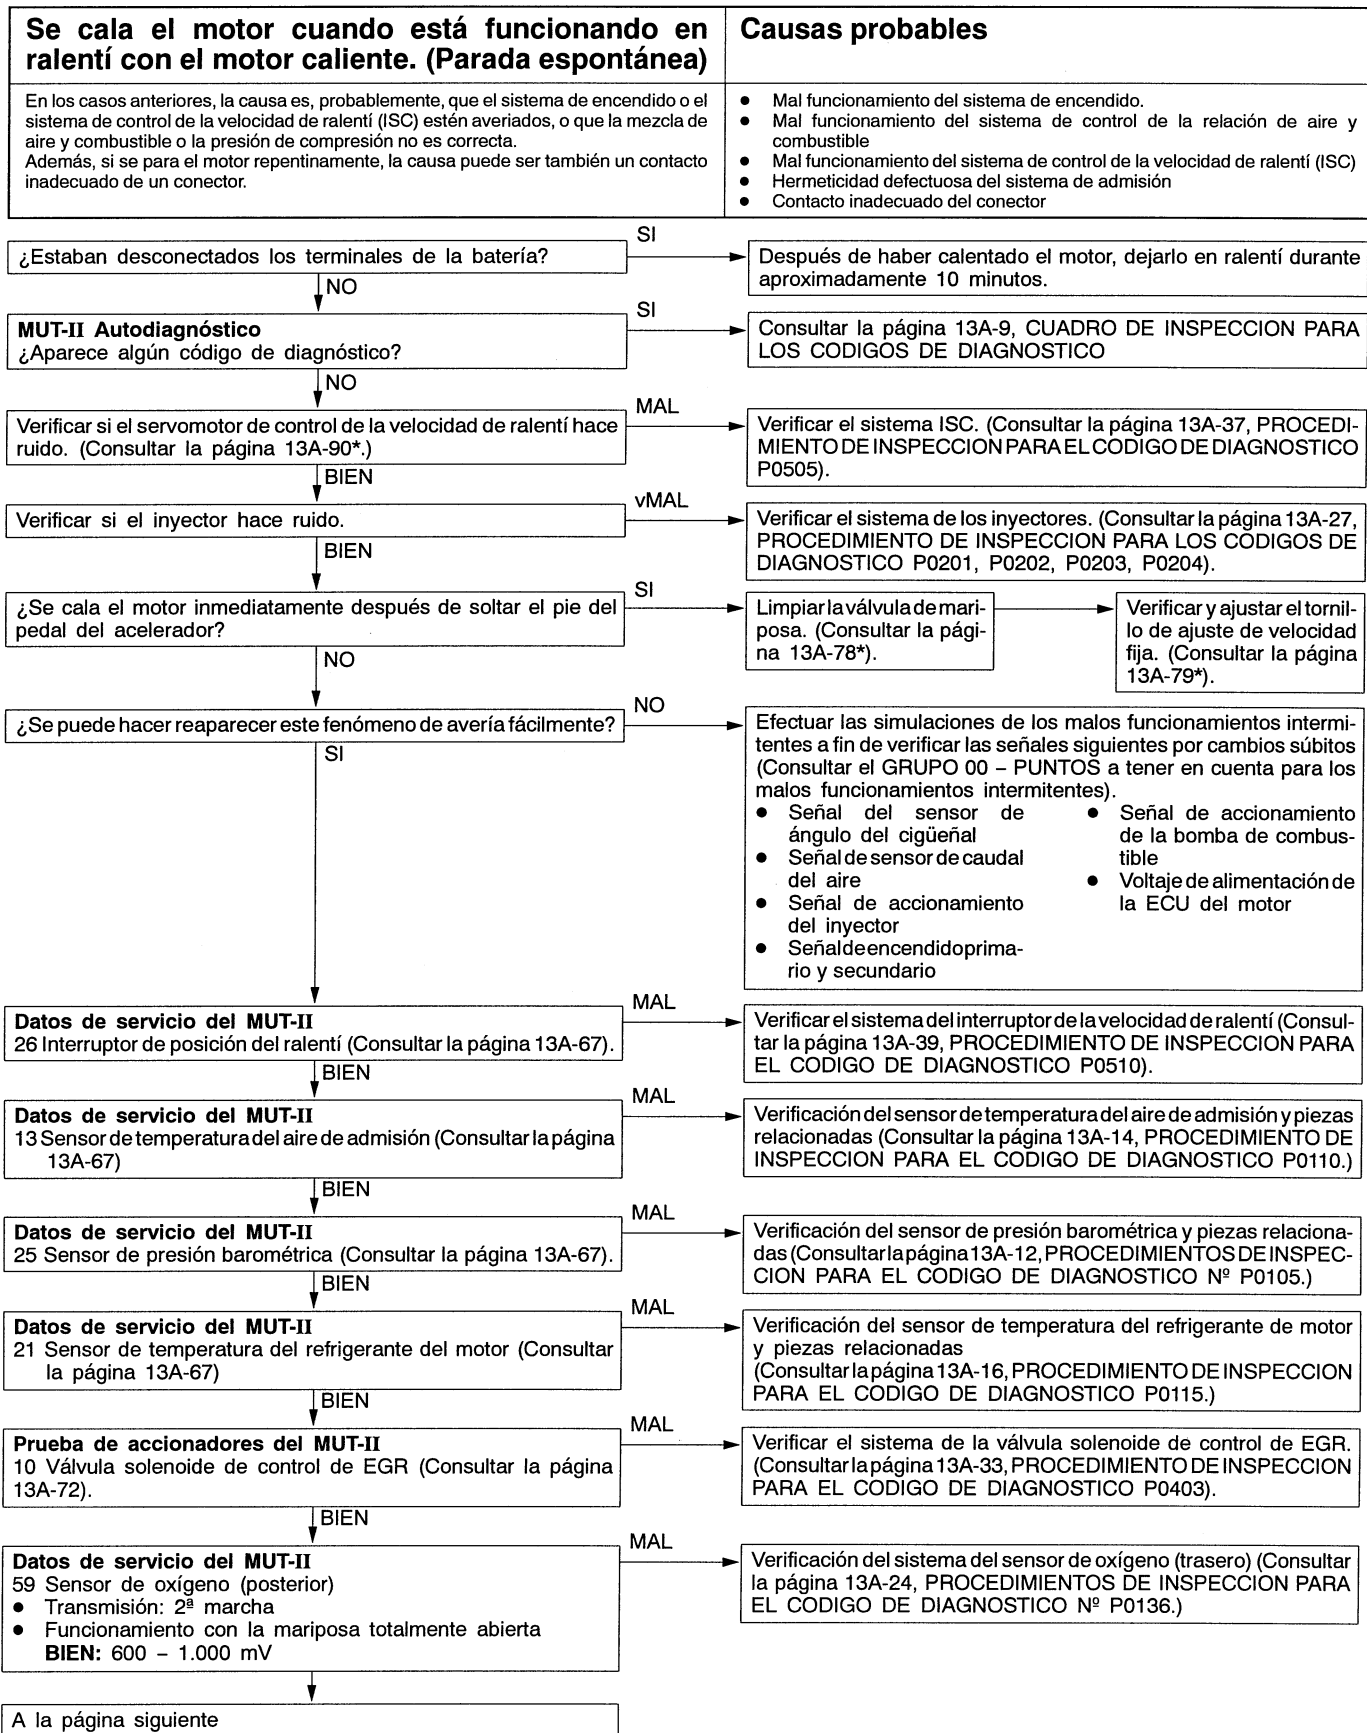 Se cala el motor cuando está funcionando en
ralentí con el motor caliente. (Parada espontánea)
Causas probables
En los casos anteriores, la causa es, probablemente, que el sistema de encendido o el
sistema de control de la velocidad de ralentí (ISC) estén averiados, o que la mezcla de
aire y combustible o la presión de compresión no es correcta.
Además, si se para el motor repentinamente, la causa puede ser también un contacto
inadecuado de un conector.
● Mal funcionamiento del sistema de encendido.
● Mal funcionamiento del sistema de control de la relación de aire y
combustible
● Mal funcionamiento del sistema de control de la velocidad de ralentí (ISC)
● Hermeticidad defectuosa del sistema de admisión
● Contacto inadecuado del conector
¿Estaban desconectados los terminales de la batería?
SI
Después de haber calentado el motor, dejarlo en ralentí durante
aproximadamente 10 minutos.
NO
MUT-II Autodiagnóstico
¿Aparece algún código de diagnóstico?
SI
Consultar la página 13A-9, CUADRO DE INSPECCION PARA
LOS CODIGOS DE DIAGNOSTICO
NO
Verificar si el servomotor de control de la velocidad de ralentí hace
ruido. (Consultar la página 13A-90*.)
MAL
Verificar el sistema ISC. (Consultar la página 13A-37, PROCEDI-
MIENTO DE INSPECCION PARA EL CODIGO DE DIAGNOSTICO
P0505).
BIEN
Verificar si el inyector hace ruido.
vMAL
Verificar el sistema de los inyectores. (Consultar la página 13A-27,
PROCEDIMIENTO DE INSPECCION PARA LOS CODIGOS DE
DIAGNOSTICO P0201, P0202, P0203, P0204).
BIEN
¿Se cala el motor inmediatamente después de soltar el pie del
pedal del acelerador?
SI
Limpiar la válvula de mari-
posa. (Consultar la pági-
na 13A-78*).
Verificar y ajustar el torni-
llo de ajuste de velocidad
fija. (Consultar la página
13A-79*).
NO
¿Se puede hacer reaparecer este fenómeno de avería fácilmente?
NO
Efectuar las simulaciones de los malos funcionamientos intermi-
tentes a fin de verificar las señales siguientes por cambios súbitos
(Consultar el GRUPO 00 – PUNTOS a tener en cuenta para los
malos funcionamientos intermitentes).
● Señal del sensor de
ángulo del cigüeñal
● Señal de sensor de caudal
del aire
● Señal de accionamiento
del inyector
● Señal de encendido prima-
rio y secundario
● Señal de accionamiento
de la bomba de combus-
tible
● Voltaje de alimentación de
la ECU del motor
SI
Datos de servicio del MUT-II
26 Interruptor de posición del ralentí (Consultar la página 13A-67).
MAL
Verificar el sistema del interruptor de la velocidad de ralentí (Consul-
tar la página 13A-39, PROCEDIMIENTO DE INSPECCION PARA
EL CODIGO DE DIAGNOSTICO P0510).
BIEN
Datos de servicio del MUT-II
13 Sensor de temperatura del aire de admisión (Consultar la página
13A-67)
MAL
Verificación del sensor de temperatura del aire de admisión y piezas
relacionadas (Consultar la página 13A-14, PROCEDIMIENTO DE
INSPECCION PARA EL CODIGO DE DIAGNOSTICO P0110.)
BIEN
Datos de servicio del MUT-II
25 Sensor de presión barométrica (Consultar la página 13A-67).
MAL
Verificación del sensor de presión barométrica y piezas relaciona-
das (Consultar la página 13A-12, PROCEDIMIENTOS DE INSPEC-
CION PARA EL CODIGO DE DIAGNOSTICO Nº P0105.)
BIEN
Datos de servicio del MUT-II
21 Sensor de temperatura del refrigerante del motor (Consultar
la página 13A-67)
MAL
Verificación del sensor de temperatura del refrigerante de motor
y piezas relacionadas
(Consultar la página 13A-16, PROCEDIMIENTO DE INSPECCION
PARA EL CODIGO DE DIAGNOSTICO P0115.)
BIEN
Prueba de accionadores del MUT-II
10 Válvula solenoide de control de EGR (Consultar la página
13A-72).
MAL
Verificar el sistema de la válvula solenoide de control de EGR.
(Consultar la página 13A-33, PROCEDIMIENTO DE INSPECCION
PARA EL CODIGO DE DIAGNOSTICO P0403).
BIEN
Datos de servicio del MUT-II
59 Sensor de oxígeno (posterior)
● Transmisión: 2ª marcha
● Funcionamiento con la mariposa totalmente abierta
BIEN: 600 – 1.000 mV
MAL
Verificación del sistema del sensor de oxígeno (trasero) (Consultar
la página 13A-24, PROCEDIMIENTOS DE INSPECCION PARA
EL CODIGO DE DIAGNOSTICO Nº P0136.)
A la página siguiente